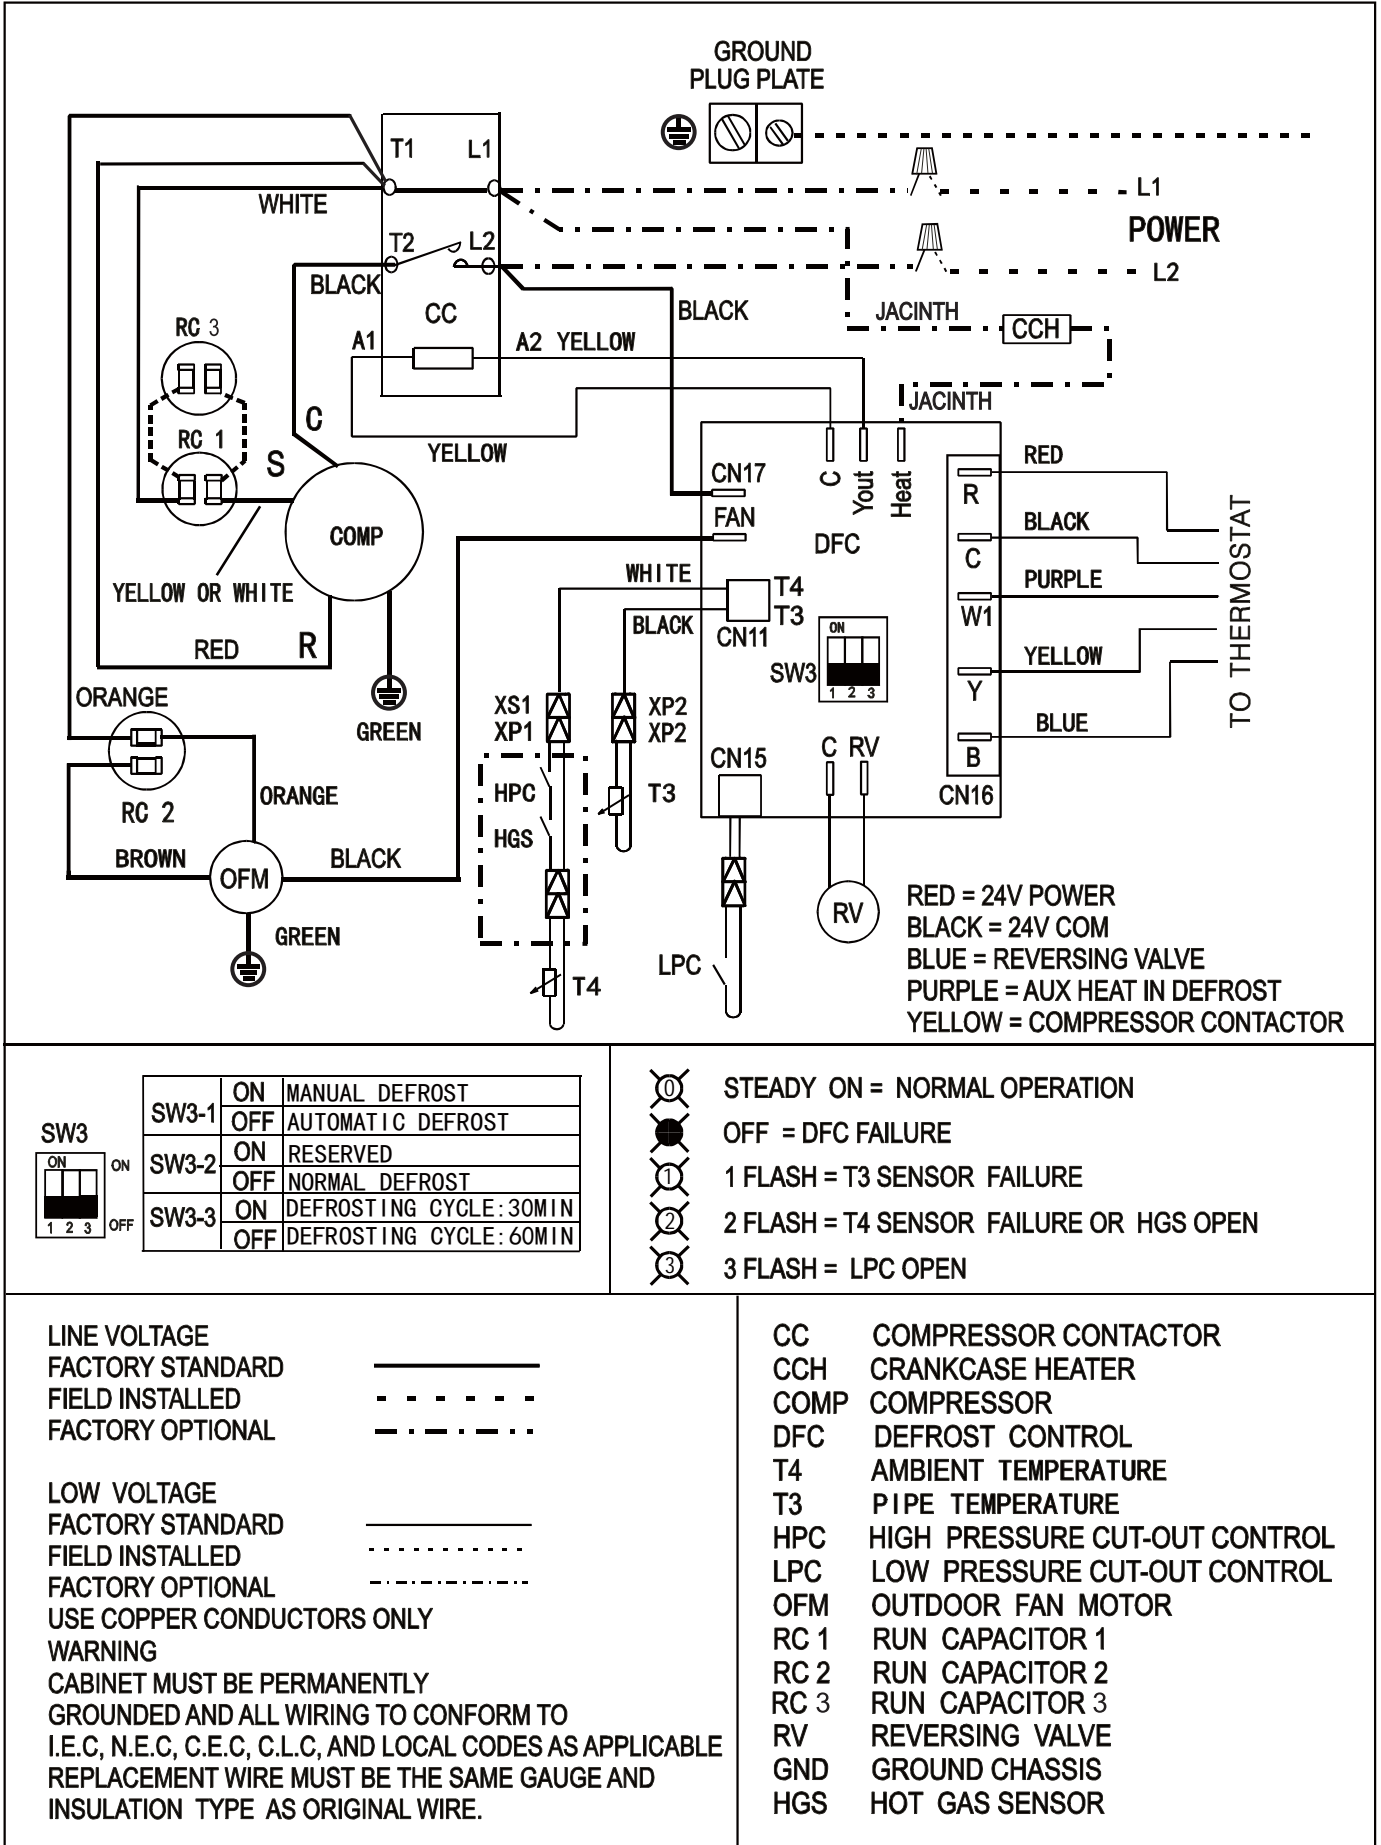 GROUND
PLUG PLATE
T1 L1
WHITE
L1
POWER
T2 L2
BLACK
L2
BLACK
JACINTH
CC
CCH
RC 3
A1
A2 YELLOW
JACINTH
C
RC 1
S
YELLOW
CN17
C Yout Heat
FAN
DFC
COMP
R
RED
C
BLACK
W1
PURPLE
Y
YELLOW
B
BLUE
CN16
TO THERMOSTAT
WHITE
T4
BLACK
T3
CN11
YELLOW OR WHITE
RED
R
SW3
ON
1 2 3
ORANGE
GREEN
XS1
XP1
XP2
XP2
CN15
C RV
RC 2
ORANGE
HPC
T3
HGS
BROWN
OFM
BLACK
RV
GREEN
LPC
T4
RED = 24V POWER
BLACK = 24V COM
BLUE = REVERSING VALVE
PURPLE = AUX HEAT IN DEFROST
YELLOW = COMPRESSOR CONTACTOR
SW3
ON
1 2 3
ON
OFF
SW3-1 ON MANUAL DEFROST
OFF AUTOMATIC DEFROST
SW3-2 ON RESERVED
OFF NORMAL DEFROST
SW3-3 ON DEFROSTING CYCLE:30MIN
OFF DEFROSTING CYCLE:60MIN
0 STEADY ON = NORMAL OPERATION
OFF = DFC FAILURE
1 1 FLASH = T3 SENSOR FAILURE
2 2 FLASH = T4 SENSOR FAILURE OR HGS OPEN
3 3 FLASH = LPC OPEN
LINE VOLTAGE
FACTORY STANDARD
FIELD INSTALLED
FACTORY OPTIONAL
LOW VOLTAGE
FACTORY STANDARD
FIELD INSTALLED
FACTORY OPTIONAL
USE COPPER CONDUCTORS ONLY
WARNING
CABINET MUST BE PERMANENTLY
GROUNDED AND ALL WIRING TO CONFORM TO
I.E.C, N.E.C, C.E.C, C.L.C, AND LOCAL CODES AS APPLICABLE
REPLACEMENT WIRE MUST BE THE SAME GAUGE AND
INSULATION TYPE AS ORIGINAL WIRE.
CC COMPRESSOR CONTACTOR
CCH CRANKCASE HEATER
COMP COMPRESSOR
DFC DEFROST CONTROL
T4 AMBIENT TEMPERATURE
T3 PIPE TEMPERATURE
HPC HIGH PRESSURE CUT-OUT CONTROL
LPC LOW PRESSURE CUT-OUT CONTROL
OFM OUTDOOR FAN MOTOR
RC 1 RUN CAPACITOR 1
RC 2 RUN CAPACITOR 2
RC 3 RUN CAPACITOR 3
RV REVERSING VALVE
GND GROUND CHASSIS
HGS HOT GAS SENSOR